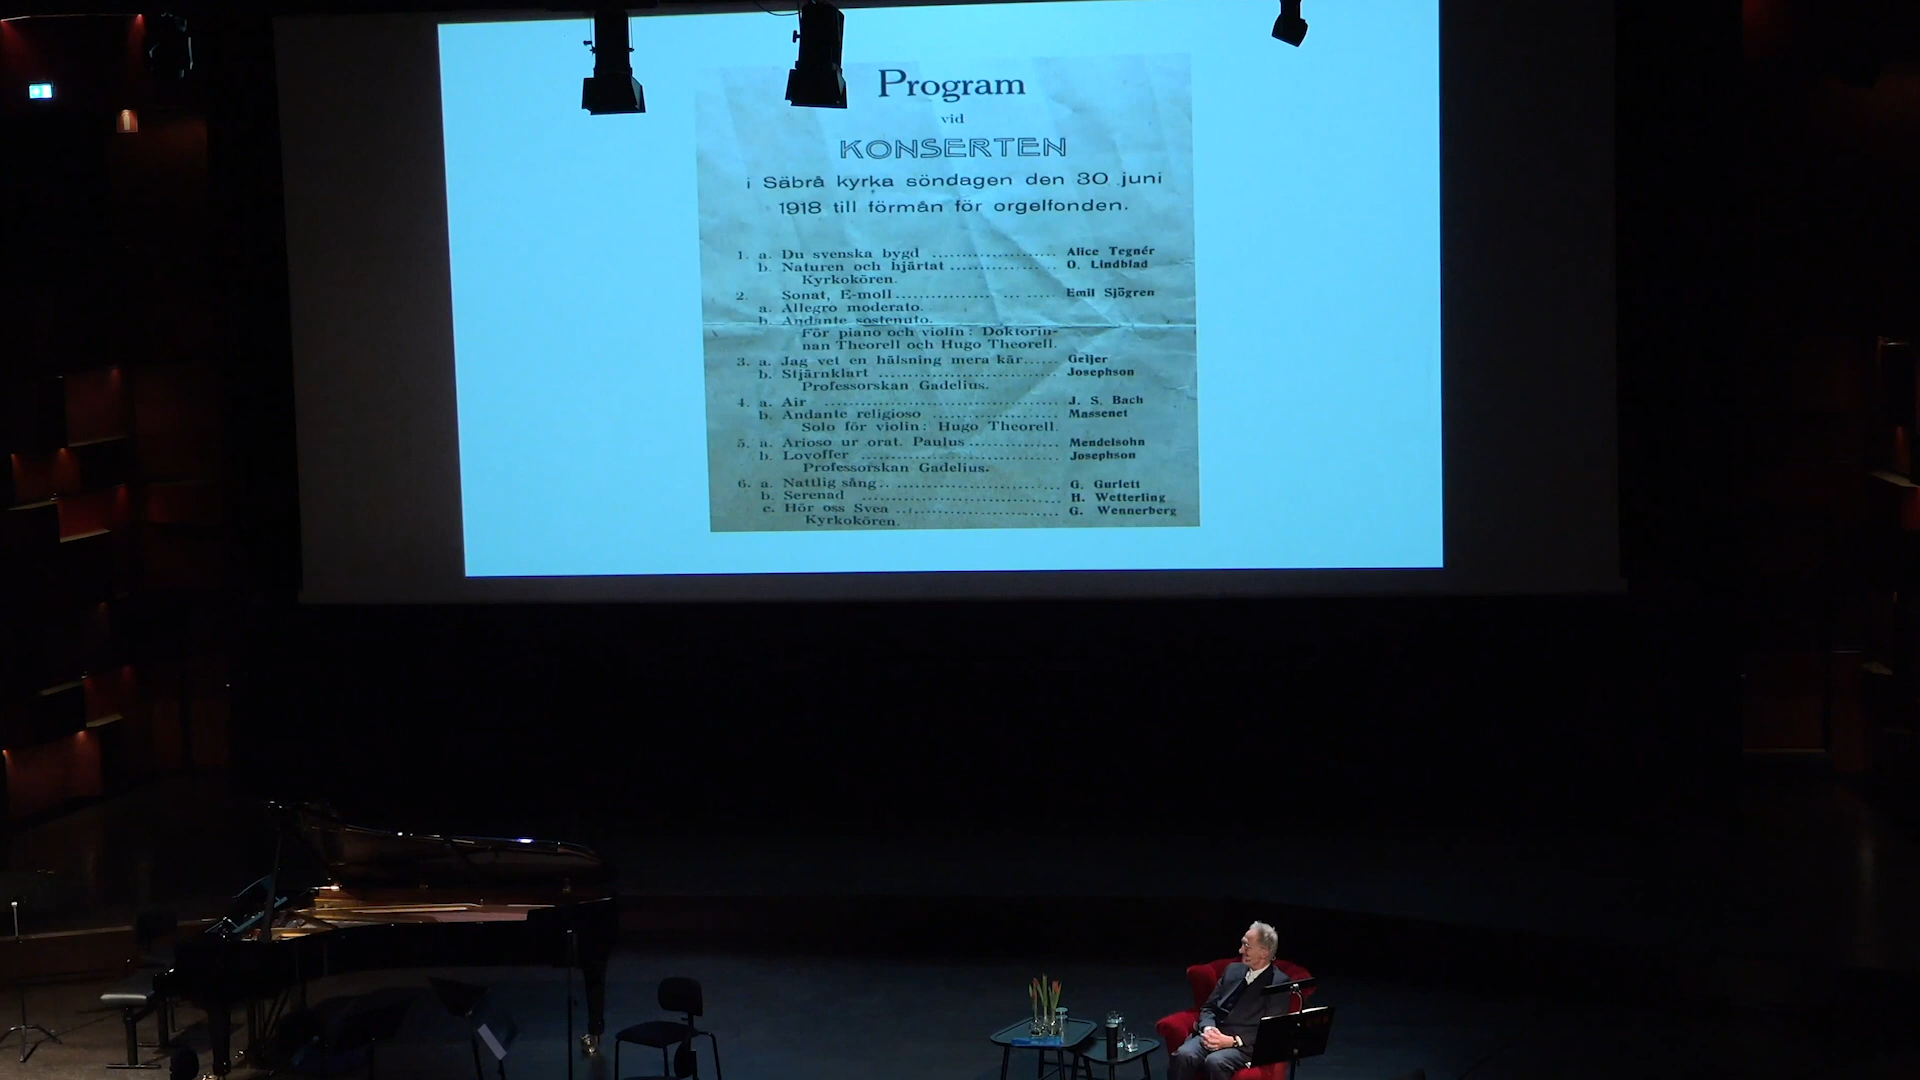 Program
vid
KONSERTEN
i Säbrå kyrka söndagen den 30 juni
1918 till förmån för orgelfonden.
1. a. Du svenska bygd ........................ Alice Tegnér
b. Naturen och hjärtat ................... O. Lindblad
Kyrkokören.
2. Sonat, E-moll................ ... ..... Emil Sjögren
a. Allegro moderato.
b. Andante sostenuto.
För piano och violin: Doktorin-
nan Theorell och Hugo Theorell.
3. a. Jag vet en hälsning mera kär...... Geijer
b. Stjärnklart ................................ Josephson
Professorskan Gadelius.
4. a. Air .......................................... J. S. Bach
b. Andante religioso ...................... Massenet
Solo för violin: Hugo Theorell.
5. a. Arioso ur orat. Paulus ................ Mendelsohn
b. Lovoffer ................................... Josephson
Professorskan Gadelius.
6. a. Nattlig sång................................ G. Gurlett
b. Serenad ................................... H. Wetterling
c. Hör oss Svea ............................. G. Wennerberg
Kyrkokören.